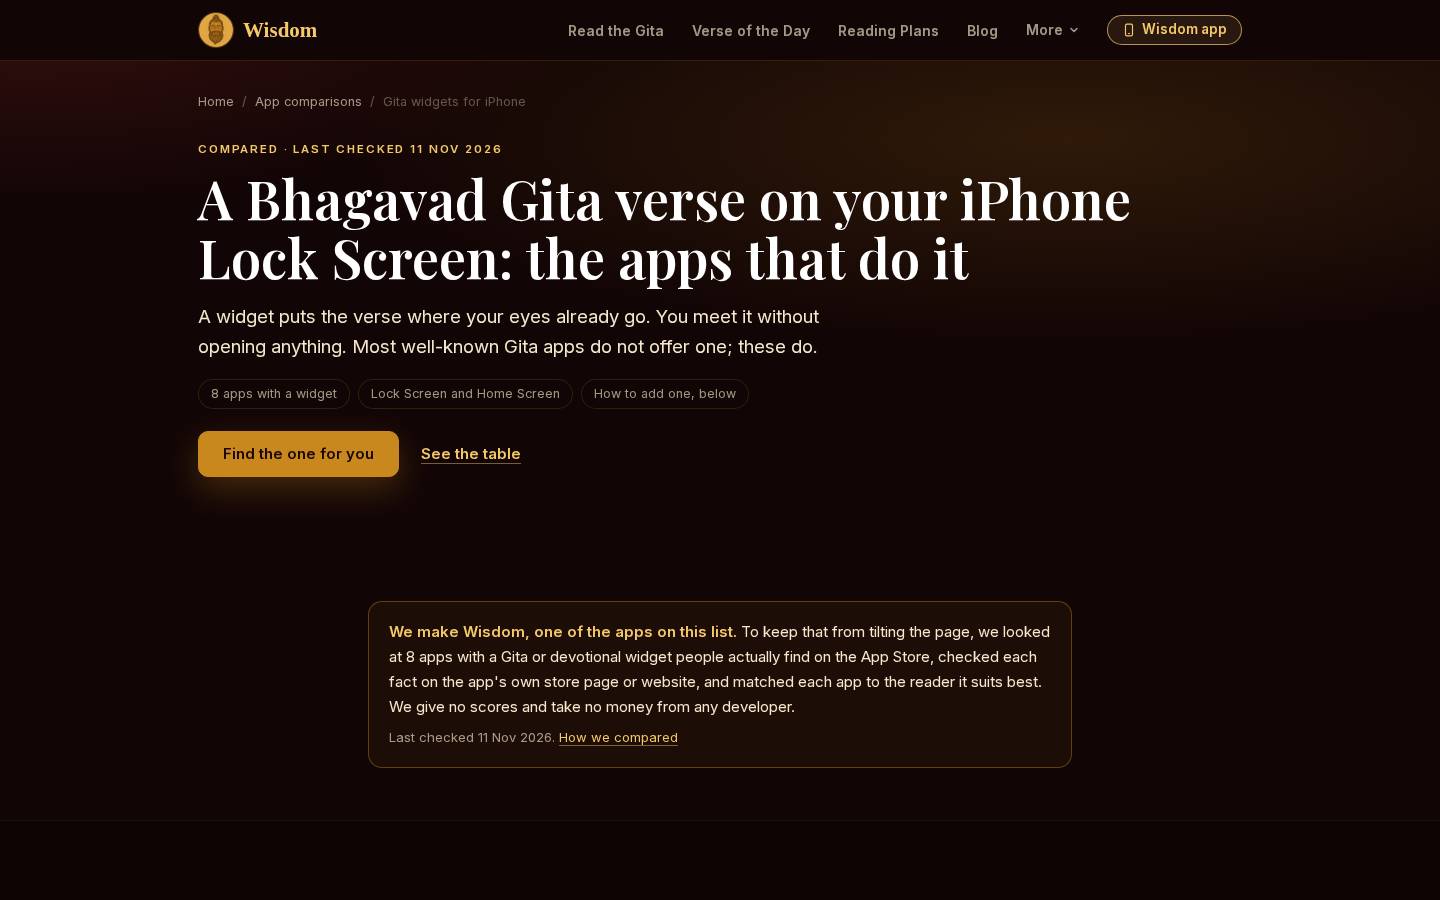 Wisdom
Read the Gita
Verse of the Day
Reading Plans
Blog
More
Wisdom app
Home / App comparisons / Gita widgets for iPhone
COMPARED · LAST CHECKED 11 NOV 2026
A Bhagavad Gita verse on your iPhone
Lock Screen: the apps that do it
A widget puts the verse where your eyes already go. You meet it without
opening anything. Most well-known Gita apps do not offer one; these do.
8 apps with a widget
Lock Screen and Home Screen
How to add one, below
Find the one for you
See the table
We make Wisdom, one of the apps on this list. To keep that from tilting the page, we looked
at 8 apps with a Gita or devotional widget people actually find on the App Store, checked each
fact on the app's own store page or website, and matched each app to the reader it suits best.
We give no scores and take no money from any developer.
Last checked 11 Nov 2026. How we compared